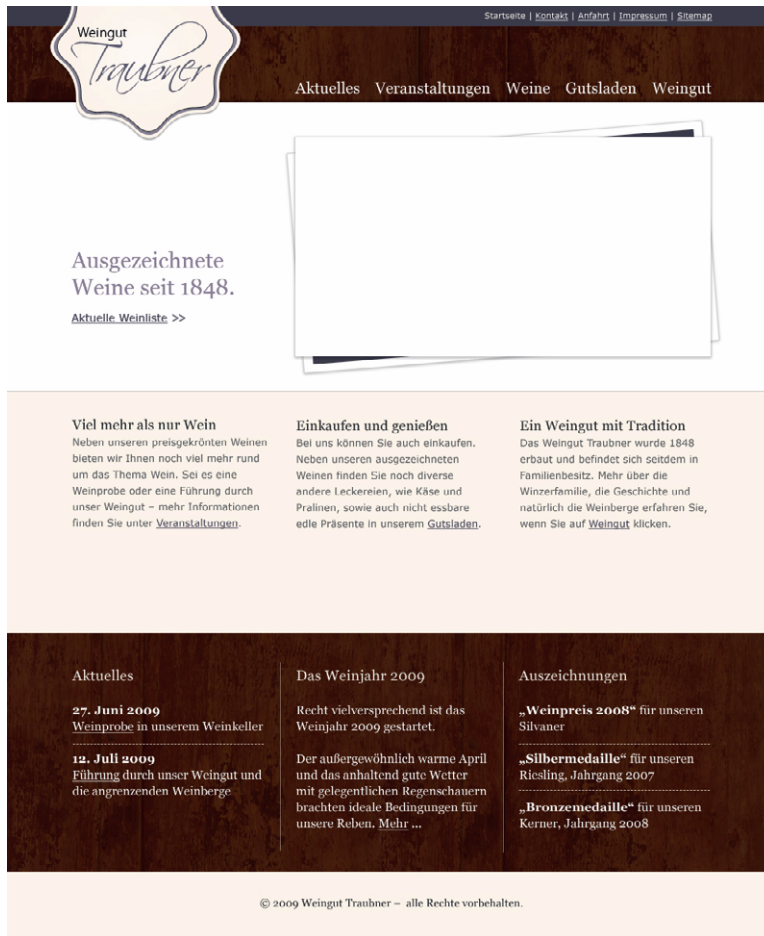 Startseite | Kontakt | Anfahrt | Impressum | Sitemap
Weingut
Traubner
Aktuelles Veranstaltungen Weine Gutsladen Weingut
Ausgezeichnete
Weine seit 1848.
Aktuelle Weinliste >>
Viel mehr als nur Wein
Neben unseren preisgekrönten Weinen
bieten wir Ihnen noch viel mehr rund
um das Thema Wein. Sei es eine
Weinprobe oder eine Führung durch
unser Weingut – mehr Informationen
finden Sie unter Veranstaltungen.
Einkaufen und genießen
Bei uns können Sie auch einkaufen.
Neben unseren ausgezeichneten
Weinen finden Sie noch diverse
andere Leckereien, wie Käse und
Pralinen, sowie auch nicht essbare
edle Präsente in unserem Gutsladen.
Ein Weingut mit Tradition
Das Weingut Traubner wurde 1848
erbaut und befindet sich seitdem in
Familienbesitz. Mehr über die
Winzerfamilie, die Geschichte und
natürlich die Weinberge erfahren Sie,
wenn Sie auf Weingut klicken.
Aktuelles
27. Juni 2009
Weinprobe in unserem Weinkeller
12. Juli 2009
Führung durch unser Weingut und
die angrenzenden Weinberge
Das Weinjahr 2009
Recht vielversprechend ist das
Weinjahr 2009 gestartet.
Der außergewöhnlich warme April
und das anhaltend gute Wetter
mit gelegentlichen Regenschauern
brachten ideale Bedingungen für
unsere Reben. Mehr ...
Auszeichnungen
„Weinpreis 2008“ für unseren
Silvaner
„Silbermedaille“ für unseren
Riesling, Jahrgang 2007
„Bronzemedaille“ für unseren
Kerner, Jahrgang 2008
© 2009 Weingut Traubner – alle Rechte vorbehalten.